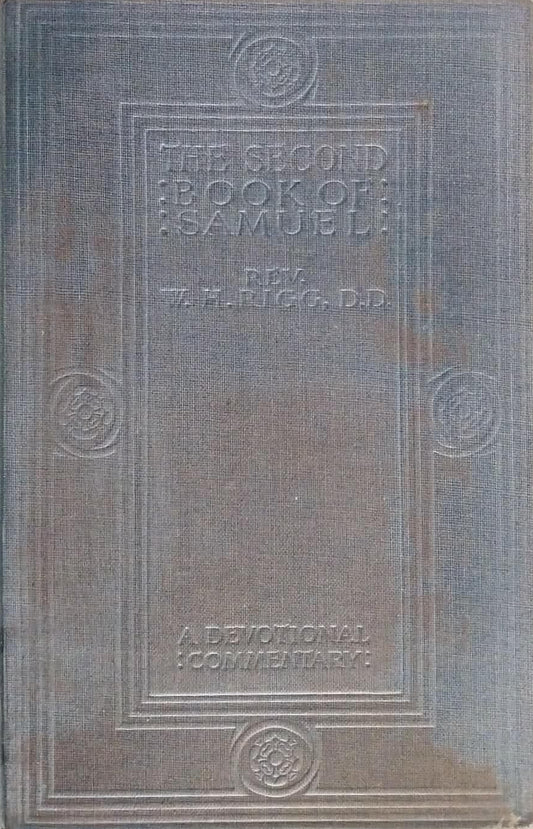 THE SECOND
:BOOK OF:
:SAMUEL:
REV.
W. H. RIGG, D.D.
A DEVOTIONAL
:COMMENTARY: